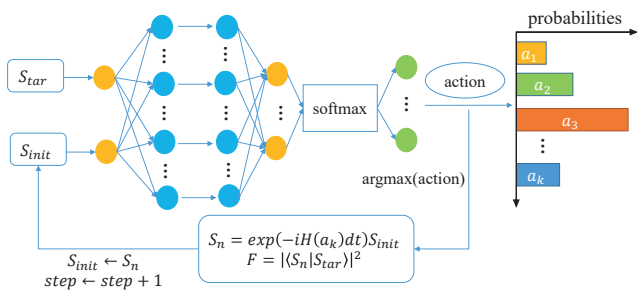 probabilities
S_tar
S_init
softmax
action
argmax(action)
a_1
a_2
a_3
a_k
S_n = exp(−iH(a_k)dt)S_init
F = |⟨S_n|S_tar⟩|^2
S_init ← S_n
step ← step + 1